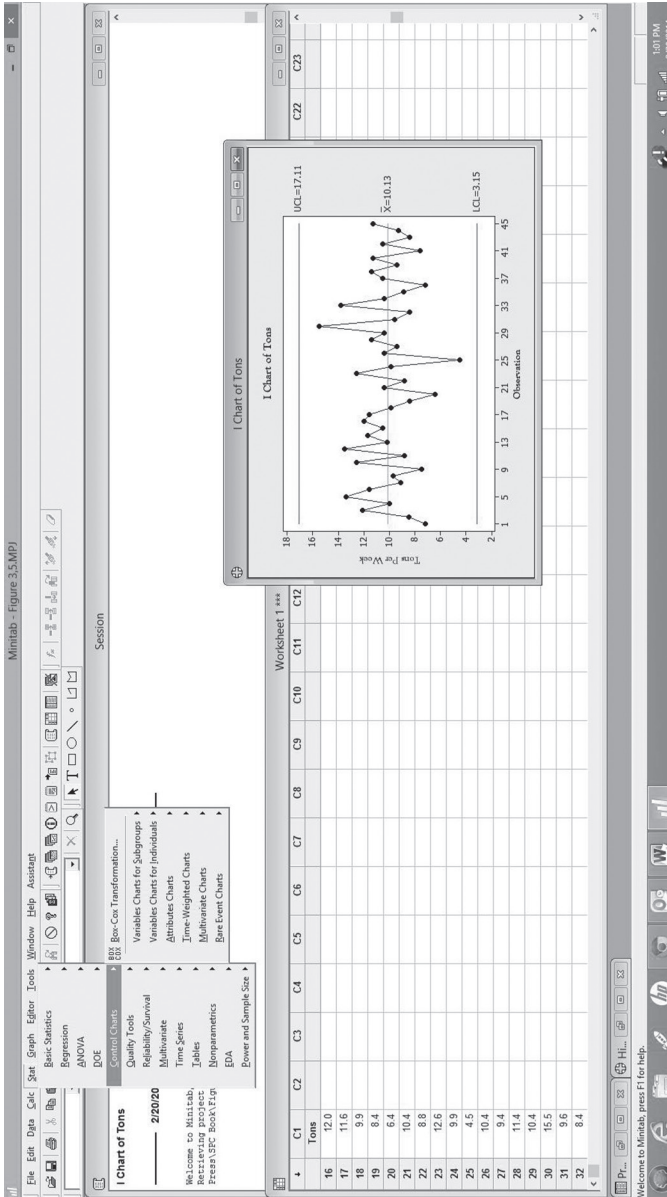 Minitab - Figure 3,5.MPJ
File Edit Data Calc Stat Graph Editor Tools Window Help Assistant
Basic Statistics
Regression
ANOVA
DOE
Control Charts
Quality Tools
Reliability/Survival
Multivariate
Time Series
Tables
Nonparametrics
EDA
Power and Sample Size
BOX COX Box-Cox Transformation...
Variables Charts for Subgroups
Variables Charts for Individuals
Attributes Charts
Time-Weighted Charts
Multivariate Charts
Rare Event Charts
Session
I Chart of Tons
2/20/20
Welcome to Minitab,
Retrieving project
Press\SPC Book\Figu
Worksheet 1 ***
C1 C2 C3 C4 C5 C6 C7 C8 C9 C10 C11 C12 C22 C23
Tons
16 12.0
17 11.6
18 9.9
19 8.4
20 6.4
21 10.4
22 8.8
23 12.6
24 9.9
25 4.5
26 10.4
27 9.4
28 11.4
29 10.4
30 15.5
31 9.6
32 8.4
I Chart of Tons
I Chart of Tons
UCL=17.11
X=10.13
LCL=3.15
Tons Per Week
18
16
14
12
10
8
6
4
2
1 5 9 13 17 21 25 29 33 37 41 45
Observation
Pr...
Hi...
Welcome to Minitab, press F1 for help.
1:01 PM